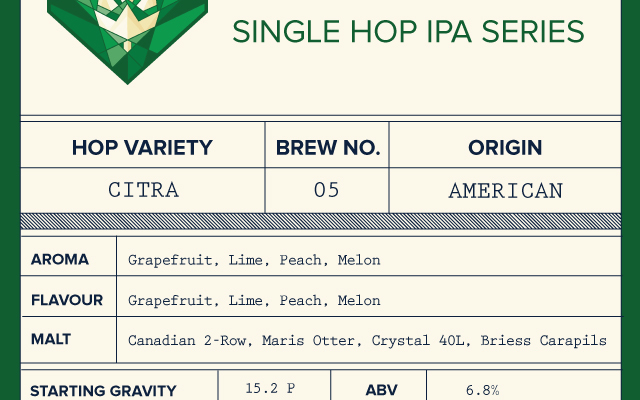 SINGLE HOP IPA SERIES
HOP VARIETY BREW NO. ORIGIN
CITRA 05 AMERICAN
AROMA Grapefruit, Lime, Peach, Melon
FLAVOUR Grapefruit, Lime, Peach, Melon
MALT Canadian 2-Row, Maris Otter, Crystal 40L, Briess Carapils
STARTING GRAVITY 15.2 P ABV 6.8%